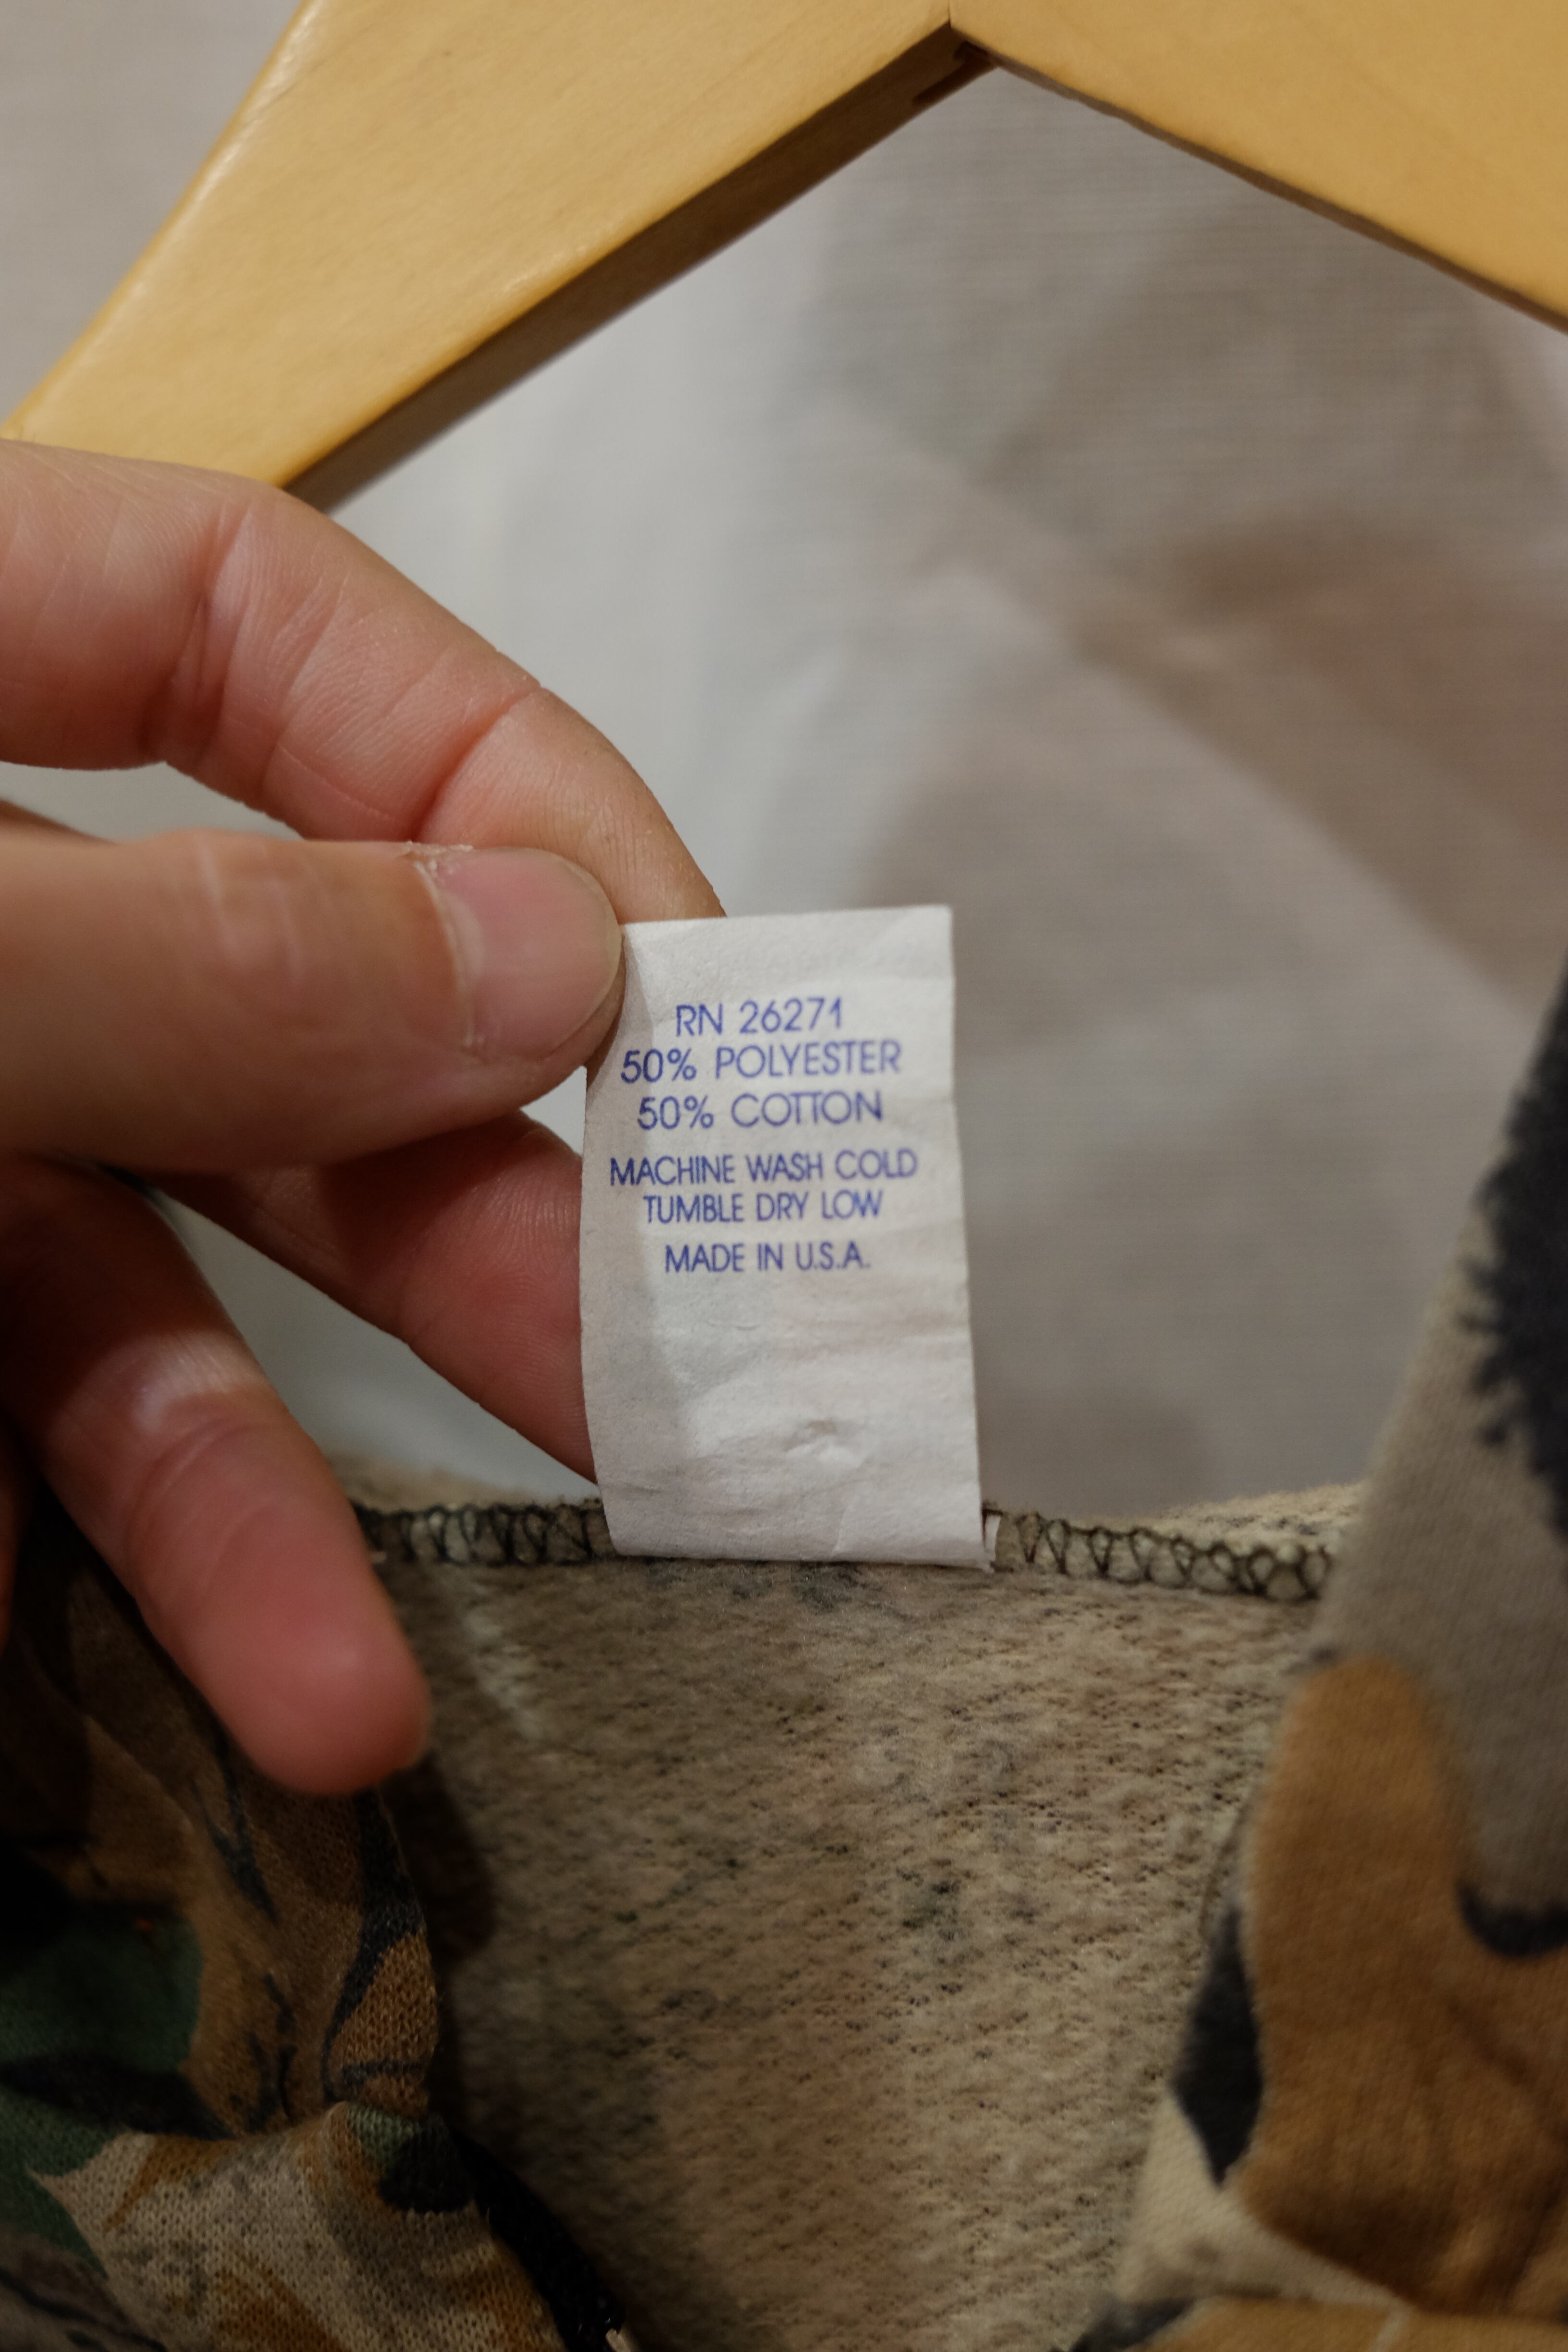 RN 26271
50% POLYESTER
50% COTTON
MACHINE WASH COLD
TUMBLE DRY LOW
MADE IN U.S.A.